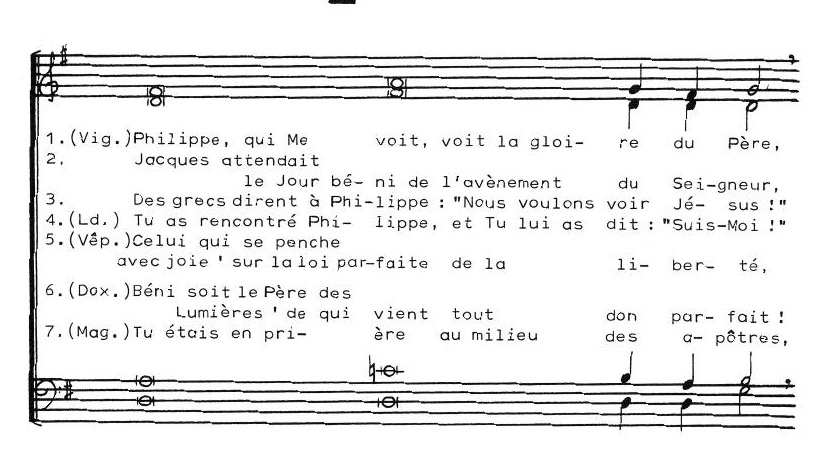 1.(Vig.)Philippe, qui Me voit, voit la gloi- re du Père,
2. Jacques attendait
le Jour bé- ni de l'avènement du Sei-gneur,
3. Des grecs dirent à Phi-lippe : "Nous voulons voir Jé- sus !"
4.(Ld.) Tu as rencontré Phi- lippe, et Tu lui as dit : "Suis-Moi !"
5.(Vêp.)Celui qui se penche
avec joie ' sur la loi par-faite de la li- ber- té,
6.(Dox.)Béni soit le Père des
Lumières ' de qui vient tout don par- fait !
7.(Mag.)Tu étais en pri- ère au milieu des a- pôtres,